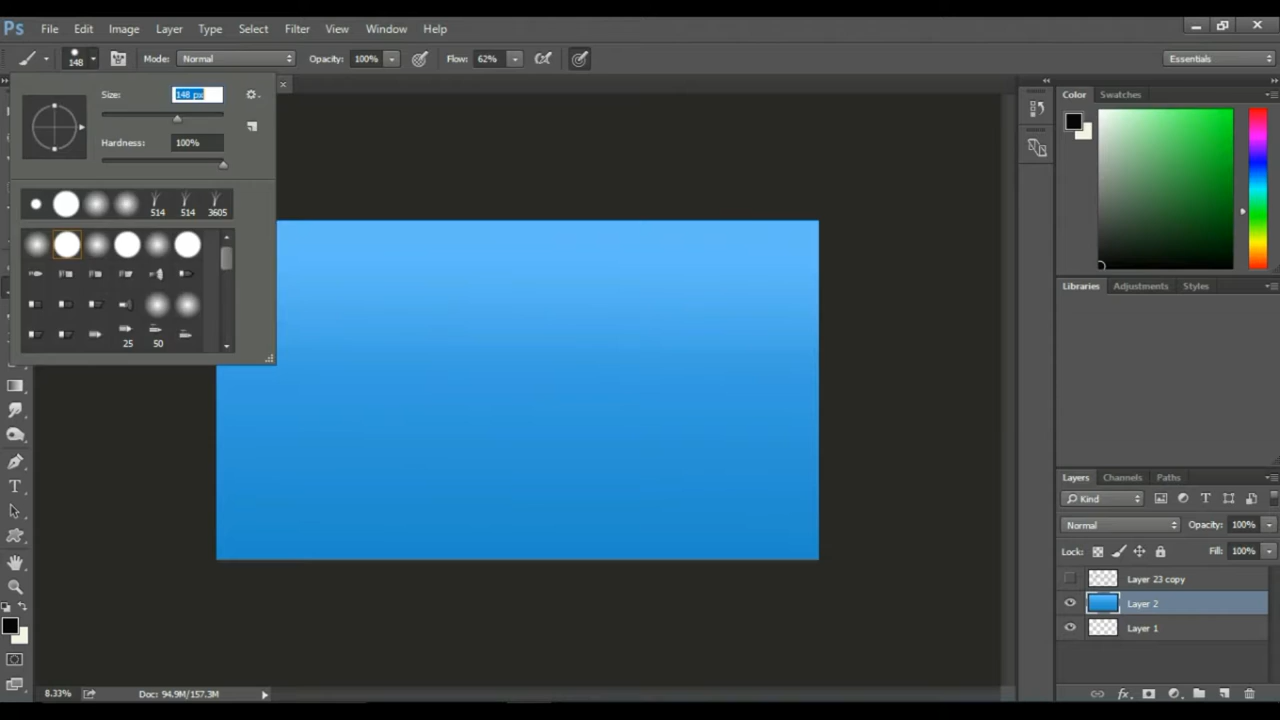 Ps File Edit Image Layer Type Select Filter View Window Help
148 Mode: Normal Opacity: 100% Flow: 62% Essentials
Size: 148 px
Hardness: 100%
514 514 3605
25 50
Color Swatches
Libraries Adjustments Styles
Layers Channels Paths
Kind T
Normal Opacity: 100%
Lock: Fill: 100%
Layer 23 copy
Layer 2
Layer 1
T
8.33% Doc: 94.9M/157.3M
fx